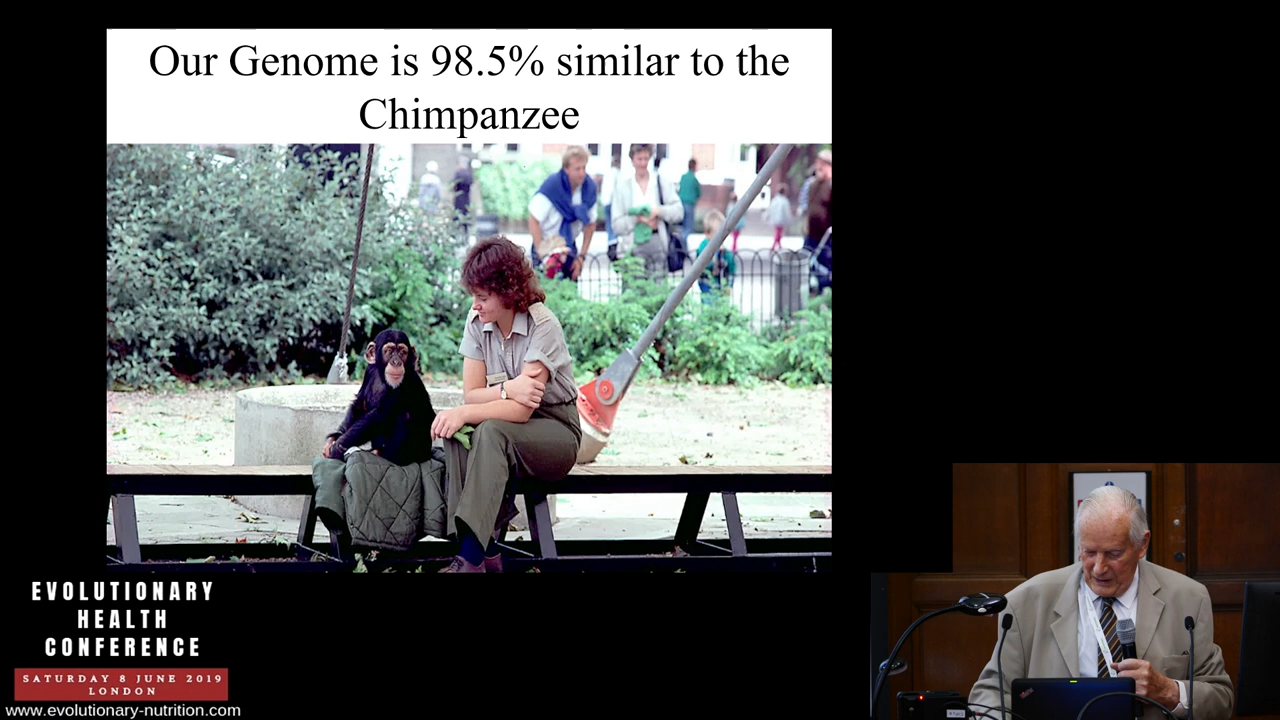 Our Genome is 98.5% similar to the
Chimpanzee
EVOLUTIONARY
HEALTH
CONFERENCE
SATURDAY 8 JUNE 2019
LONDON
www.evolutionary-nutrition.com